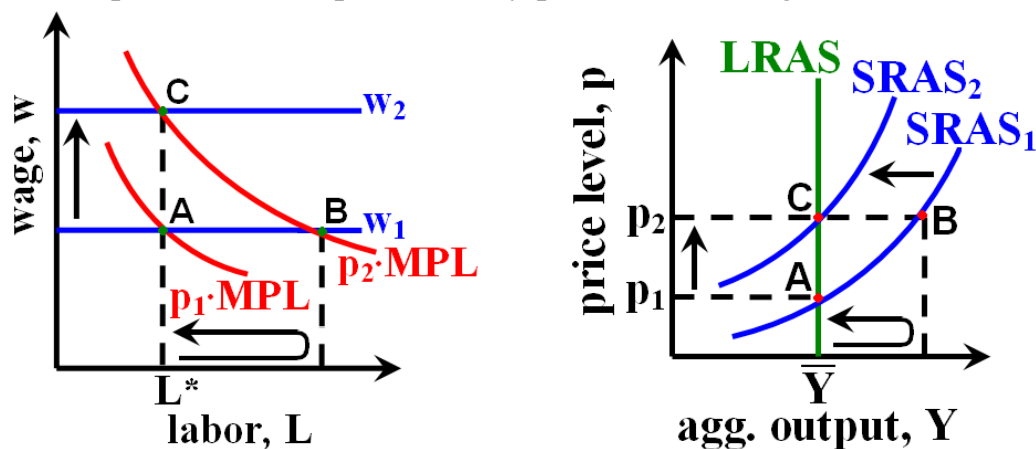 wage, w
C
w₂
A
B
w₁
p₁·MPL
p₂·MPL
L*
labor, L
LRAS
SRAS₂
SRAS₁
price level, p
C
p₂
B
A
p₁
Y̅
agg. output, Y